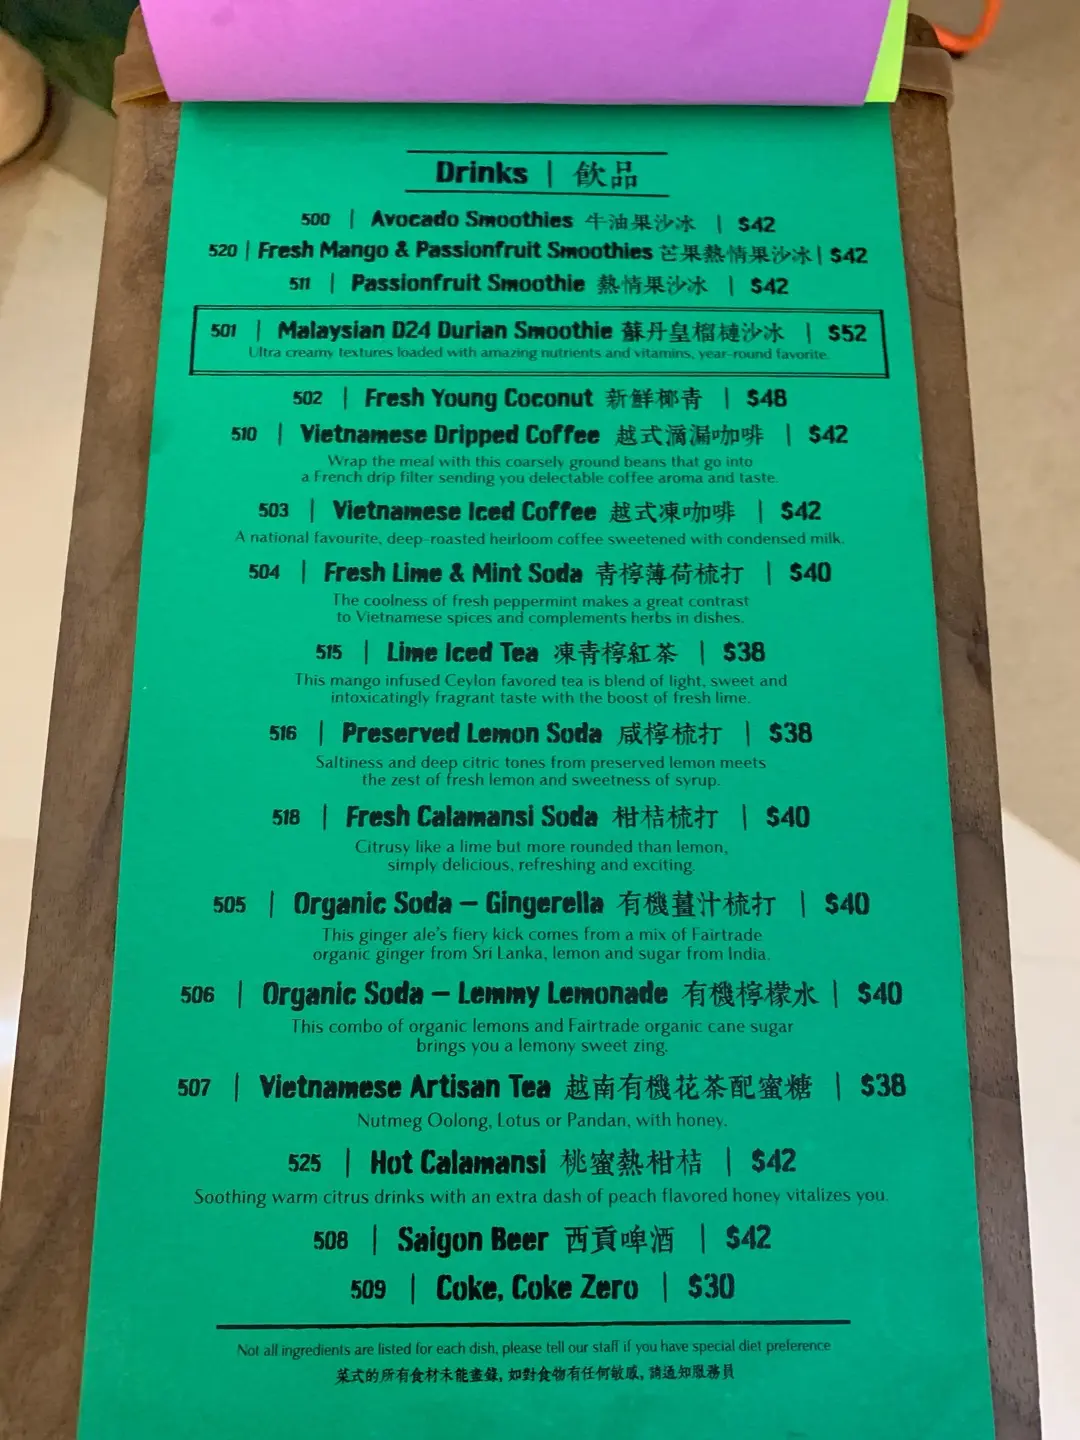 Drinks | 飲品
500 | Avocado Smoothies 牛油果沙冰 | $42
520 | Fresh Mango & Passionfruit Smoothies 芒果熱情果沙冰 | $42
511 | Passionfruit Smoothie 熱情果沙冰 | $42
501 | Malaysian D24 Durian Smoothie 蘇丹皇榴槤沙冰 | $52
Ultra creamy textures loaded with amazing nutrients and vitamins, year-round favorite.
502 | Fresh Young Coconut 新鮮椰青 | $48
510 | Vietnamese Dripped Coffee 越式滴漏咖啡 | $42
Wrap the meal with this coarsely ground beans that go into
a French drip filter sending you delectable coffee aroma and taste.
503 | Vietnamese Iced Coffee 越式凍咖啡 | $42
A national favourite, deep-roasted heirloom coffee sweetened with condensed milk.
504 | Fresh Lime & Mint Soda 青檸薄荷梳打 | $40
The coolness of fresh peppermint makes a great contrast
to Vietnamese spices and complements herbs in dishes.
515 | Lime Iced Tea 凍青檸紅茶 | $38
This mango infused Ceylon favored tea is blend of light, sweet and
intoxicatingly fragrant taste with the boost of fresh lime.
516 | Preserved Lemon Soda 咸檸梳打 | $38
Saltiness and deep citric tones from preserved lemon meets
the zest of fresh lemon and sweetness of syrup.
518 | Fresh Calamansi Soda 柑桔梳打 | $40
Citrusy like a lime but more rounded than lemon,
simply delicious, refreshing and exciting.
505 | Organic Soda – Gingerella 有機薑汁梳打 | $40
This ginger ale's fiery kick comes from a mix of Fairtrade
organic ginger from Sri Lanka, lemon and sugar from India.
506 | Organic Soda – Lemmy Lemonade 有機檸檬水 | $40
This combo of organic lemons and Fairtrade organic cane sugar
brings you a lemony sweet zing.
507 | Vietnamese Artisan Tea 越南有機花茶配蜜糖 | $38
Nutmeg Oolong, Lotus or Pandan, with honey.
525 | Hot Calamansi 桃蜜熱柑桔 | $42
Soothing warm citrus drinks with an extra dash of peach flavored honey vitalizes you.
508 | Saigon Beer 西貢啤酒 | $42
509 | Coke, Coke Zero | $30
Not all ingredients are listed for each dish, please tell our staff if you have special diet preference
菜式的所有食材未能盡錄, 如對食物有任何敏感, 請通知服務員